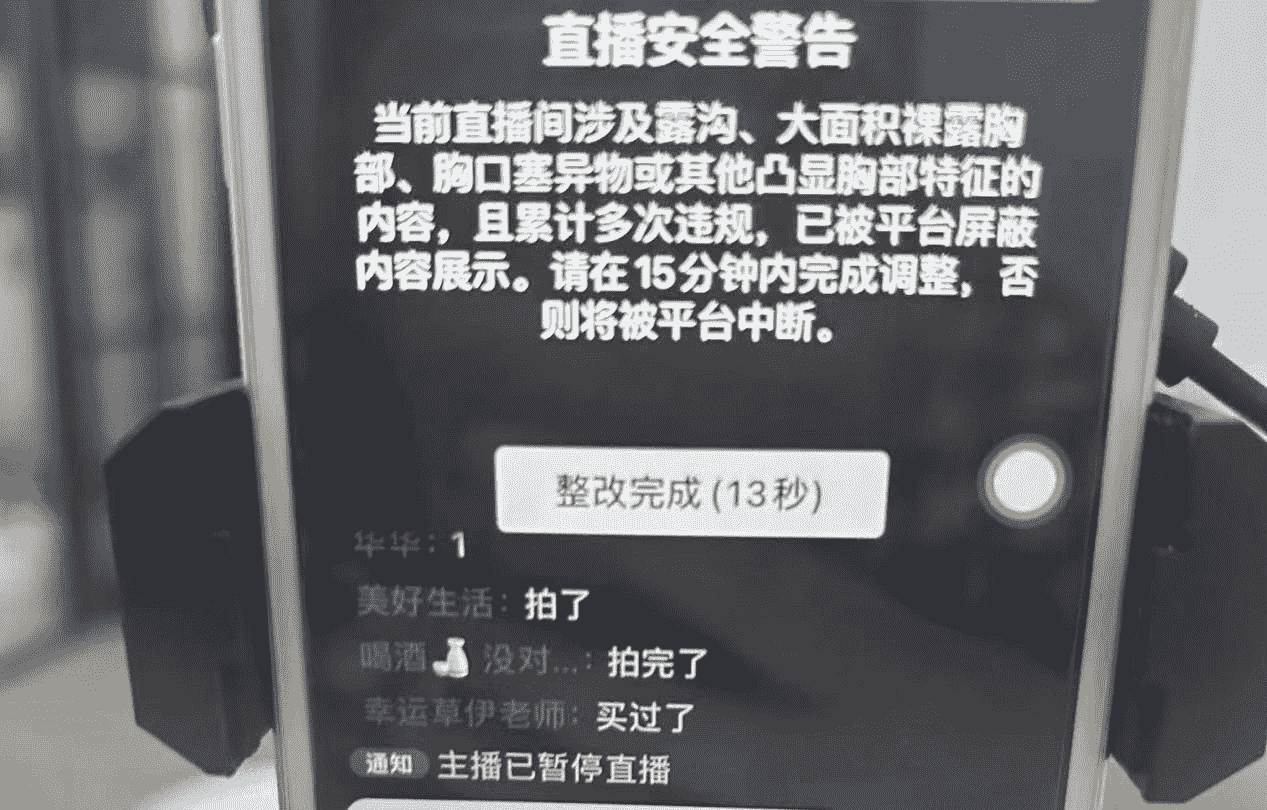 直播安全警告
当前直播间涉及露沟、大面积裸露胸
部、胸口塞异物或其他凸显胸部特征的
内容，且累计多次违规，已被平台屏蔽
内容展示。请在15分钟内完成调整，否
则将被平台中断。
整改完成(13秒)
华华：1
美好生活：拍了
喝酒🍶没对...：拍完了
幸运草伊老师：买过了
通知 主播已暂停直播